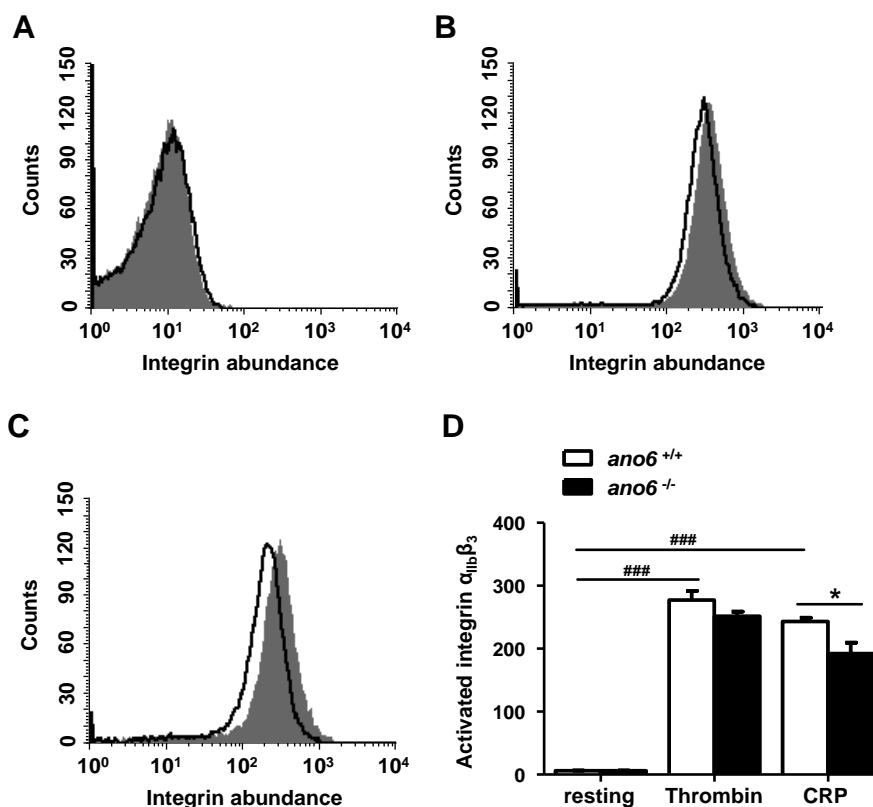 A
Counts
150
120
90
60
30
0
10⁰ 10¹ 10² 10³ 10⁴
Integrin abundance
B
Counts
150
120
90
60
30
0
10⁰ 10¹ 10² 10³ 10⁴
Integrin abundance
C
Counts
150
120
90
60
30
0
10⁰ 10¹ 10² 10³ 10⁴
Integrin abundance
D
ano6 +/+
ano6 -/-
Activated integrin αIIbβ3
400
300
200
100
0
###
###
*
resting Thrombin CRP